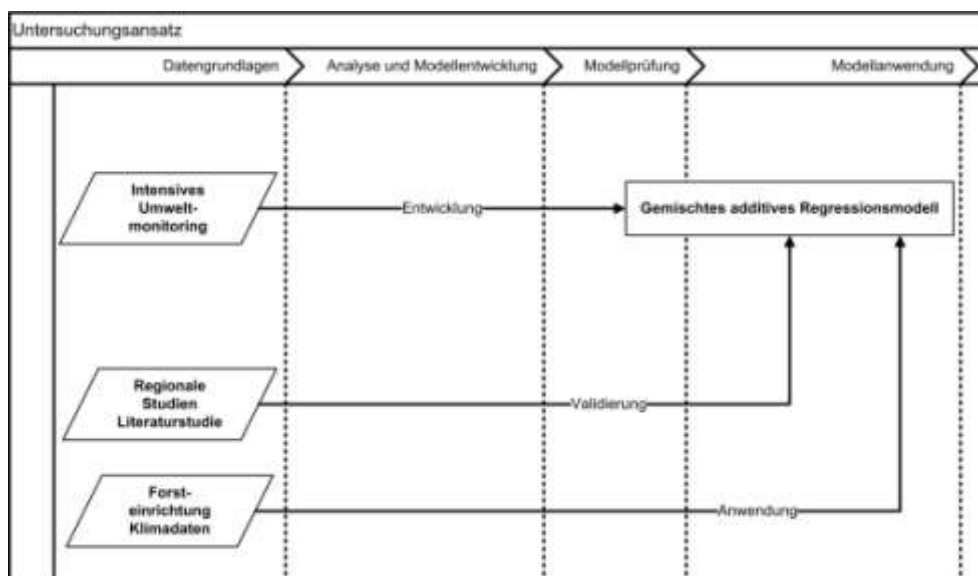 Untersuchungsansatz
Datengrundlagen
Analyse und Modellentwicklung
Modellprüfung
Modellanwendung
Intensives
Umwelt-
monitoring
Entwicklung
Gemischtes additives Regressionsmodell
Regionale
Studien
Literaturstudie
Validierung
Forst-
einrichtung
Klimadaten
Anwendung